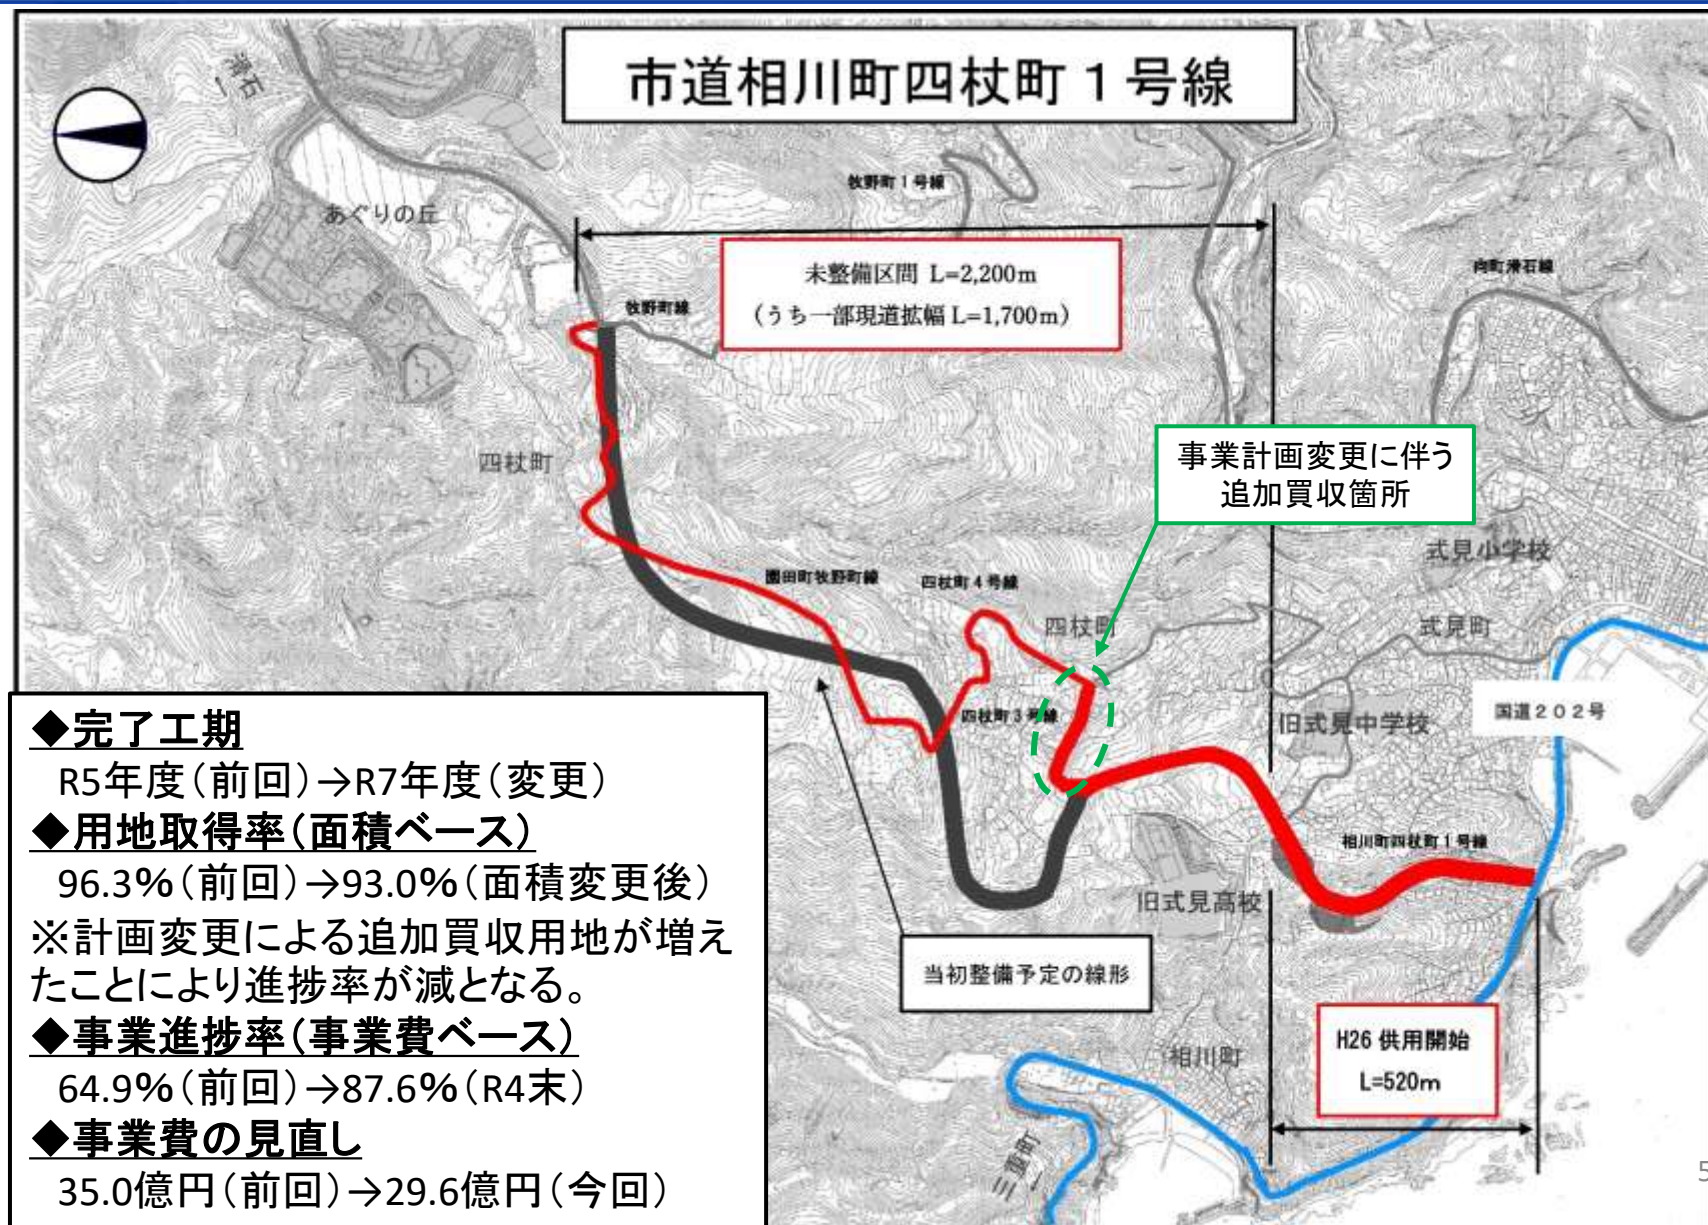 市道相川町四杖町１号線
滑石
あぐりの丘
牧野町１号線
未整備区間 L=2,200m
(うち一部現道拡幅 L=1,700m)
牧野町線
向町滑石線
四杖町
事業計画変更に伴う
追加買収箇所
式見小学校
園田町牧野町線
四杖町４号線
四杖町
式見町
四杖町３号線
旧式見中学校
国道２０２号
相川町四杖町１号線
旧式見高校
当初整備予定の線形
相川町
H26 供用開始
L=520m
三重町
◆完了工期
R5年度(前回)→R7年度(変更)
◆用地取得率(面積ベース)
96.3%(前回)→93.0%(面積変更後)
※計画変更による追加買収用地が増え
たことにより進捗率が減となる。
◆事業進捗率(事業費ベース)
64.9%(前回)→87.6%(R4末)
◆事業費の見直し
35.0億円(前回)→29.6億円(今回)
5